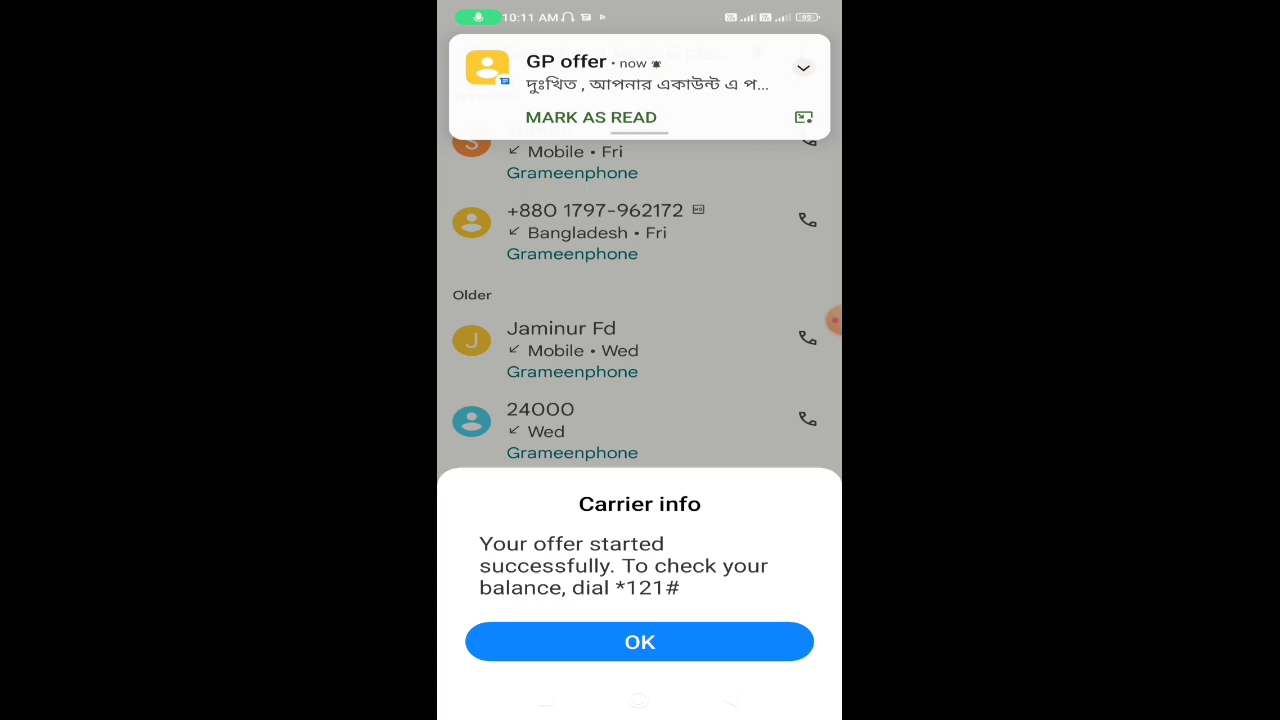 10:11 AM
95
GP offer • now
দুঃখিত , আপনার একাউন্ট এ প...
MARK AS READ
S
Mobile • Fri
Grameenphone
+880 1797-962172
Bangladesh • Fri
Grameenphone
Older
Jaminur Fd
J
Mobile • Wed
Grameenphone
24000
Wed
Grameenphone
Carrier info
Your offer started
successfully. To check your
balance, dial *121#
OK